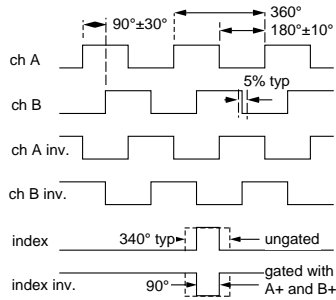 360°
90°±30°
180°±10°
ch A
5% typ
ch B
ch A inv.
ch B inv.
index
340° typ
ungated
index inv.
90°
gated with
A+ and B+